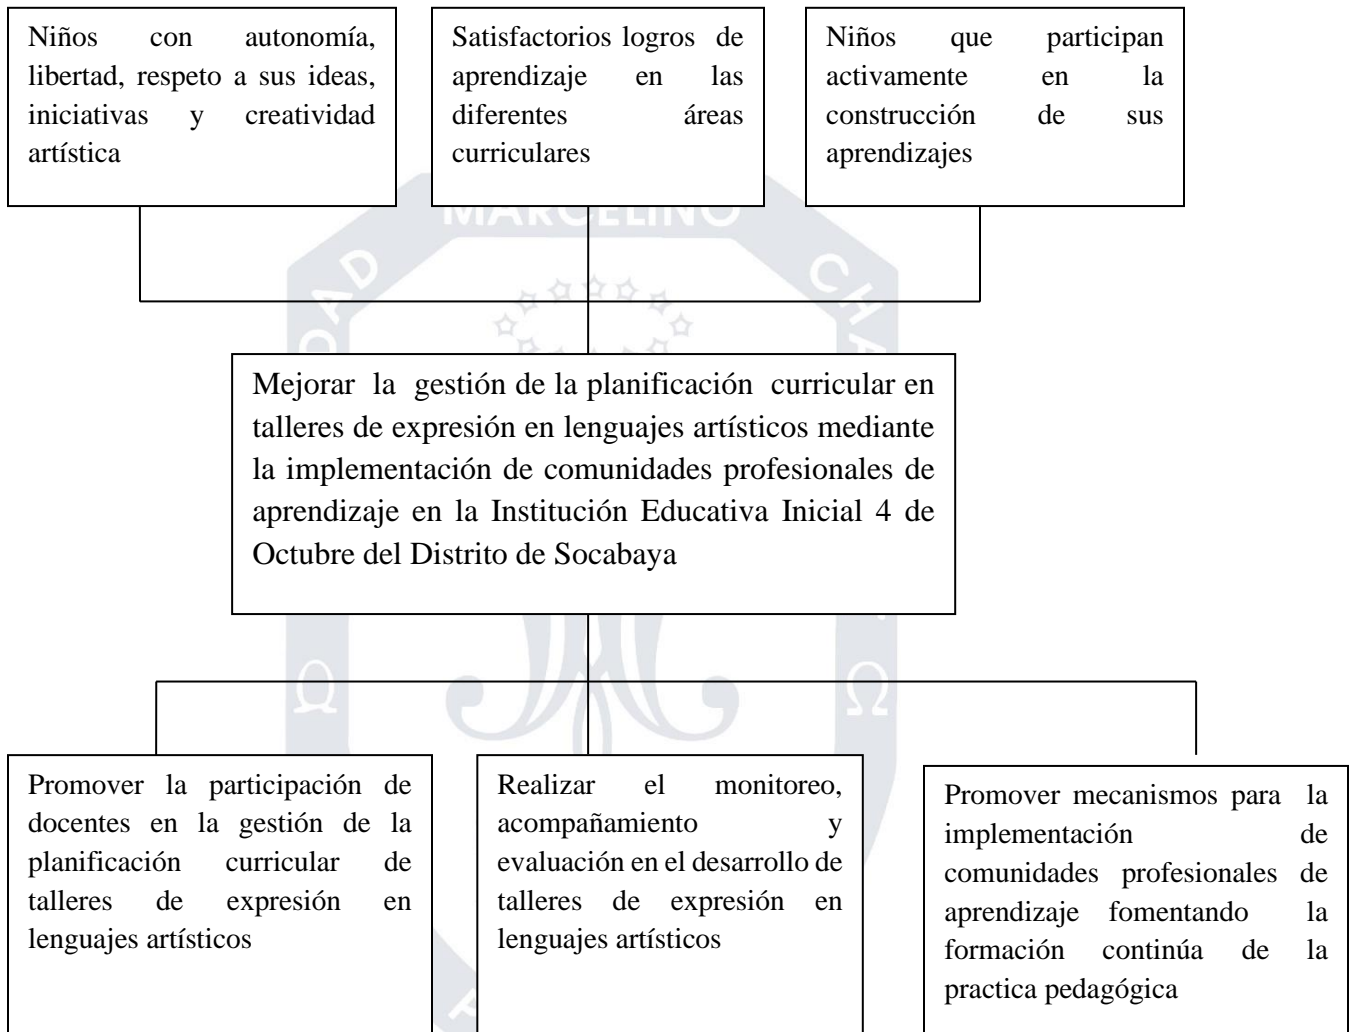 Niños con autonomía,
libertad, respeto a sus ideas,
iniciativas y creatividad
artística
Satisfactorios logros de
aprendizaje en las
diferentes áreas
curriculares
Niños que participan
activamente en la
construcción de sus
aprendizajes
MARCELINO
Mejorar la gestión de la planificación curricular en
talleres de expresión en lenguajes artísticos mediante
la implementación de comunidades profesionales de
aprendizaje en la Institución Educativa Inicial 4 de
Octubre del Distrito de Socabaya
Ω
Promover la participación de
docentes en la gestión de la
planificación curricular de
talleres de expresión en
lenguajes artísticos
Realizar el monitoreo,
acompañamiento y
evaluación en el desarrollo de
talleres de expresión en
lenguajes artísticos
Promover mecanismos para la
implementación de
comunidades profesionales de
aprendizaje fomentando la
formación continúa de la
practica pedagógica